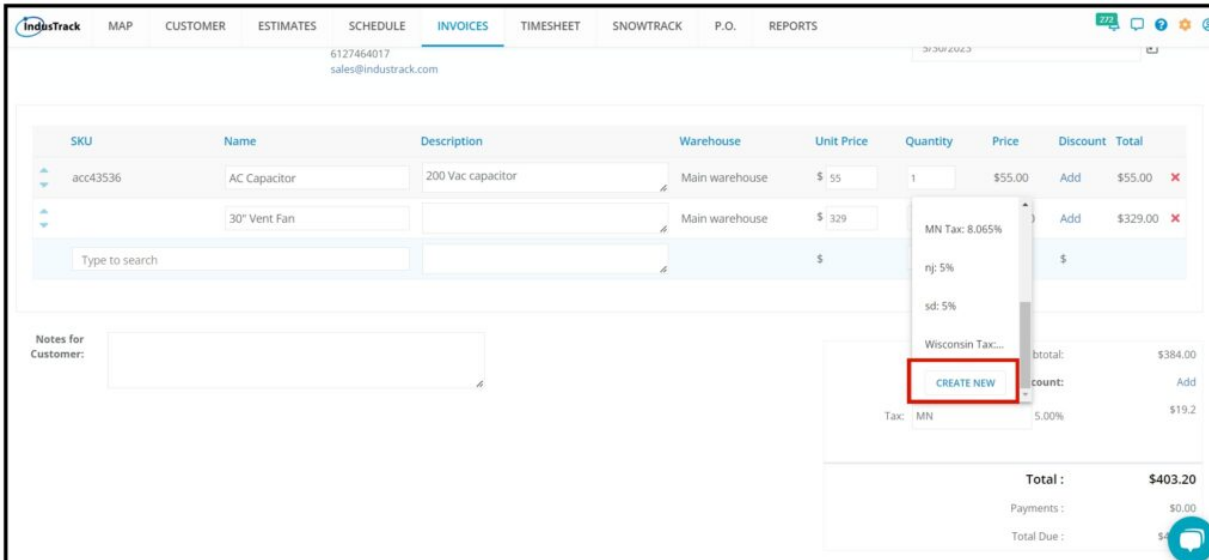 IndusTrack MAP CUSTOMER ESTIMATES SCHEDULE INVOICES TIMESHEET SNOWTRACK P.O. REPORTS 272
6127464017 5/30/2023
sales@industrack.com
SKU Name Description Warehouse Unit Price Quantity Price Discount Total
acc43536 AC Capacitor 200 Vac capacitor Main warehouse $ 55 1 $55.00 Add $55.00
30" Vent Fan Main warehouse $ 329 Add $329.00
MN Tax: 8.065%
Type to search $ $
nj: 5%
sd: 5%
Wisconsin Tax:...
Notes for
Customer:
btotal: $384.00
CREATE NEW count: Add
Tax: MN 5.00% $19.2
Total : $403.20
Payments : $0.00
Total Due :